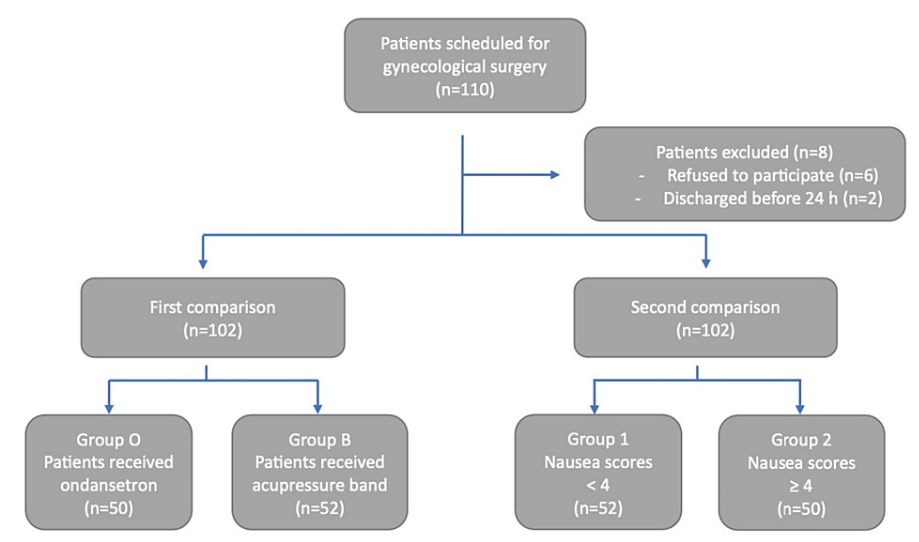 Patients scheduled for
gynecological surgery
(n=110)
Patients excluded (n=8)
- Refused to participate (n=6)
- Discharged before 24 h (n=2)
First comparison
(n=102)
Second comparison
(n=102)
Group O
Patients received
ondansetron
(n=50)
Group B
Patients received
acupressure band
(n=52)
Group 1
Nausea scores
< 4
(n=52)
Group 2
Nausea scores
≥ 4
(n=50)